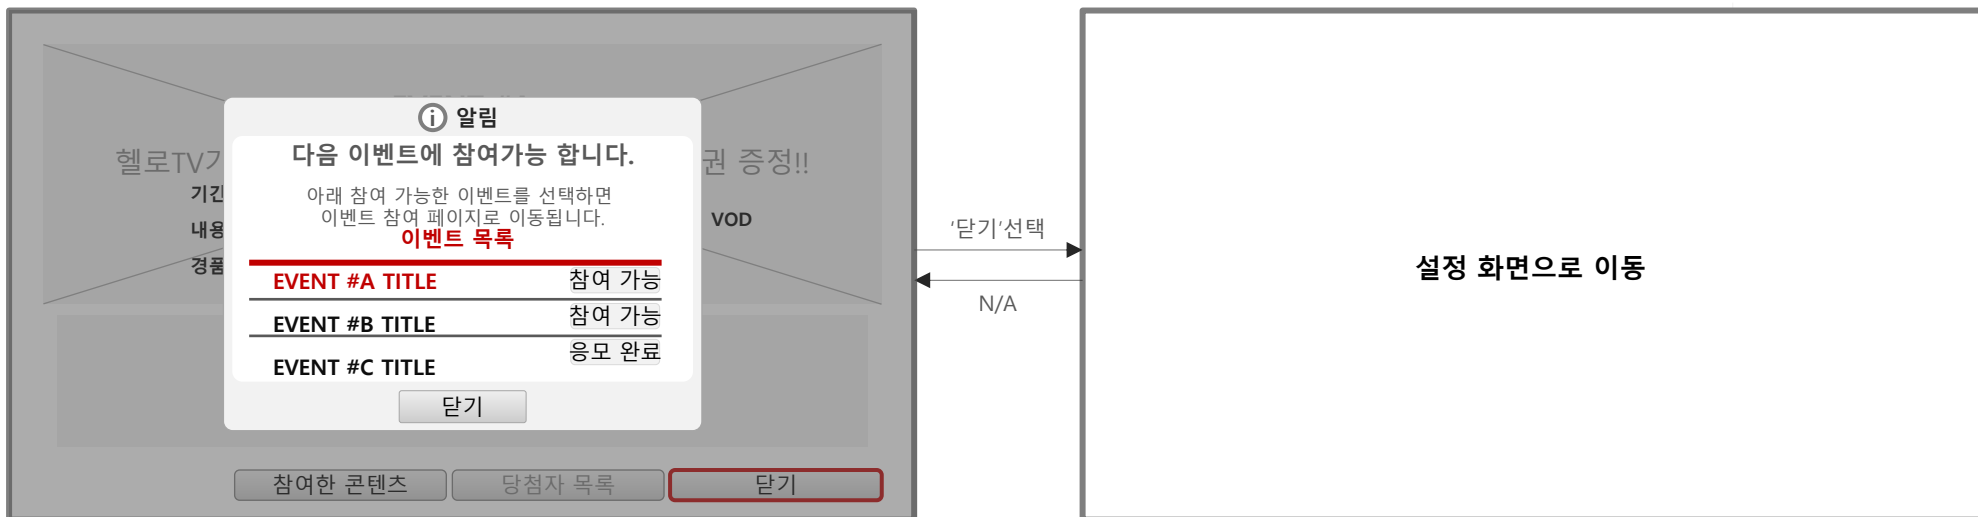 알림
다음 이벤트에 참여가능 합니다.
헬로TV기
권 증정!!
아래 참여 가능한 이벤트를 선택하면
이벤트 참여 페이지로 이동됩니다.
기간
내용
VOD
경품
이벤트 목록
EVENT #A TITLE 참여 가능
EVENT #B TITLE 참여 가능
EVENT #C TITLE 응모 완료
닫기
참여한 콘텐츠 당첨자 목록 닫기
‘닫기’선택
N/A
설정 화면으로 이동